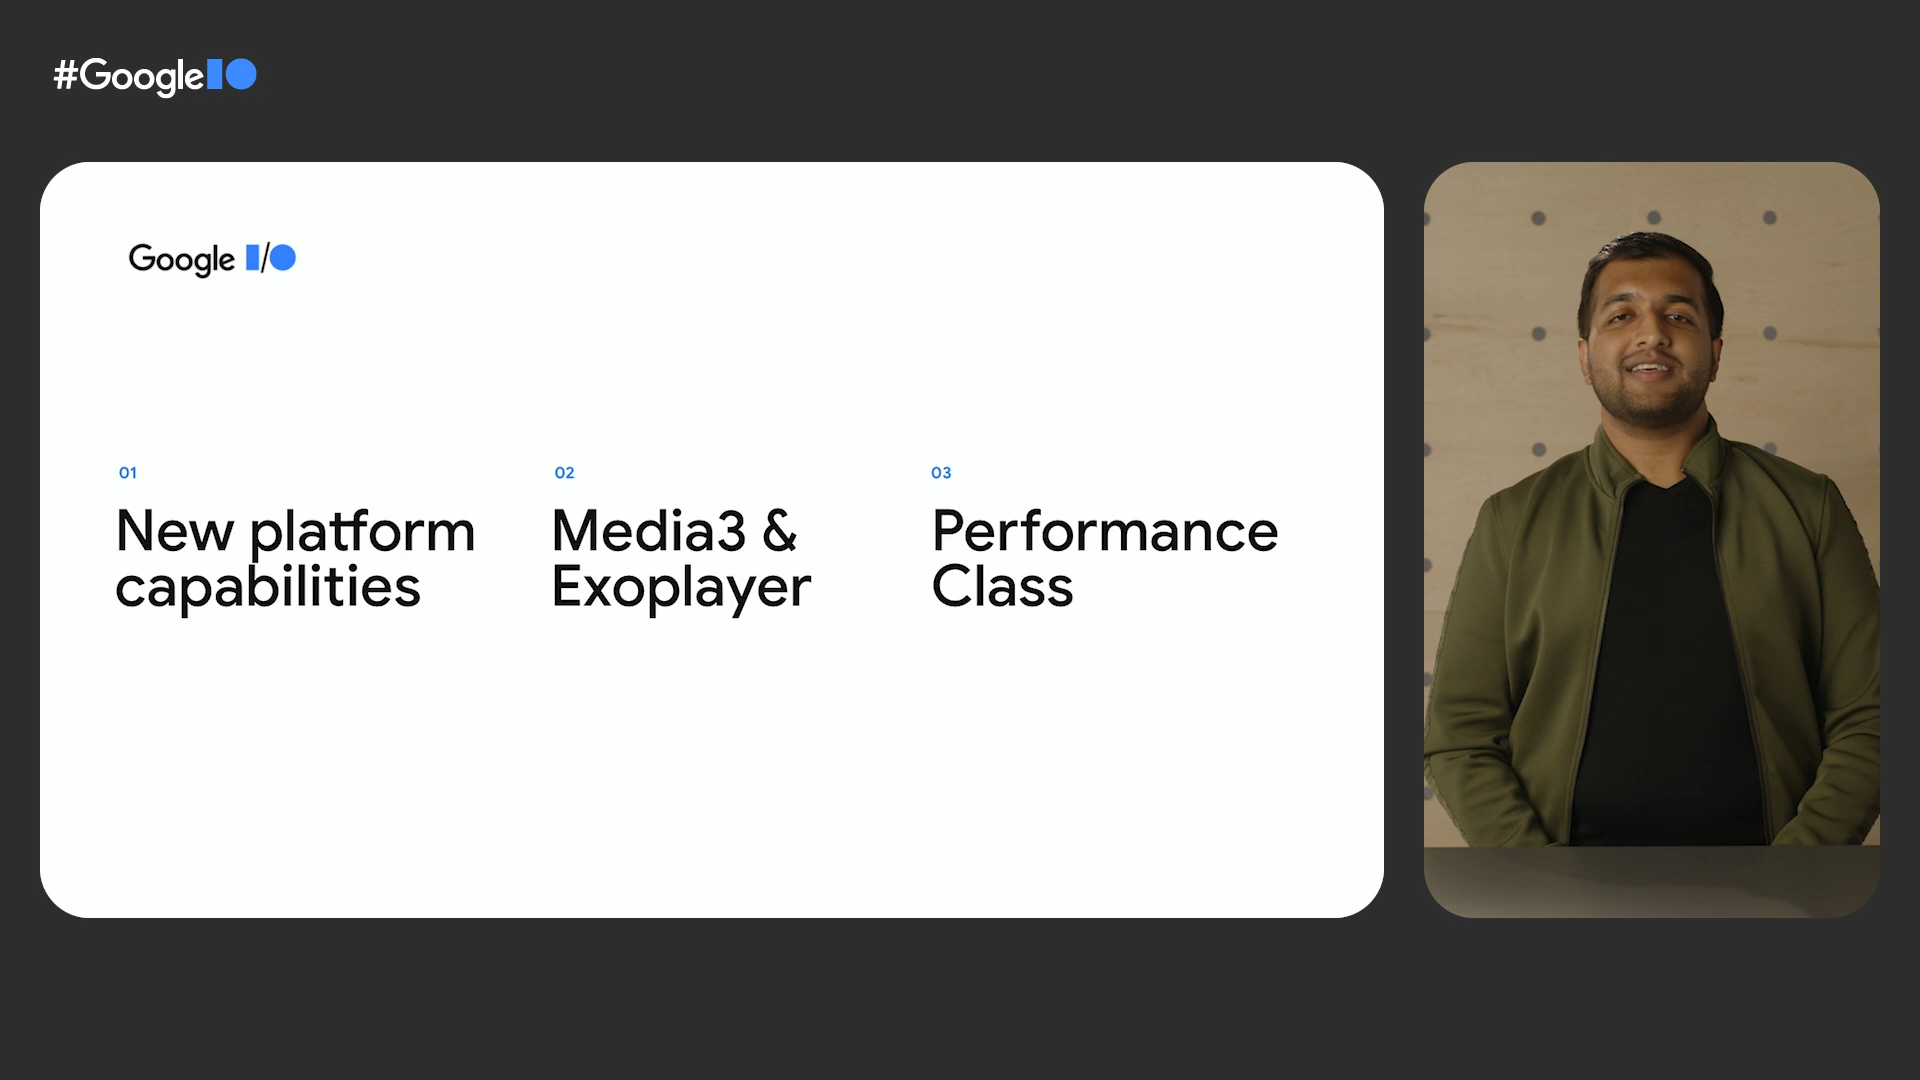 #GoogleIO
Google I/O
01
New platform
capabilities
02
Media3 &
Exoplayer
03
Performance
Class